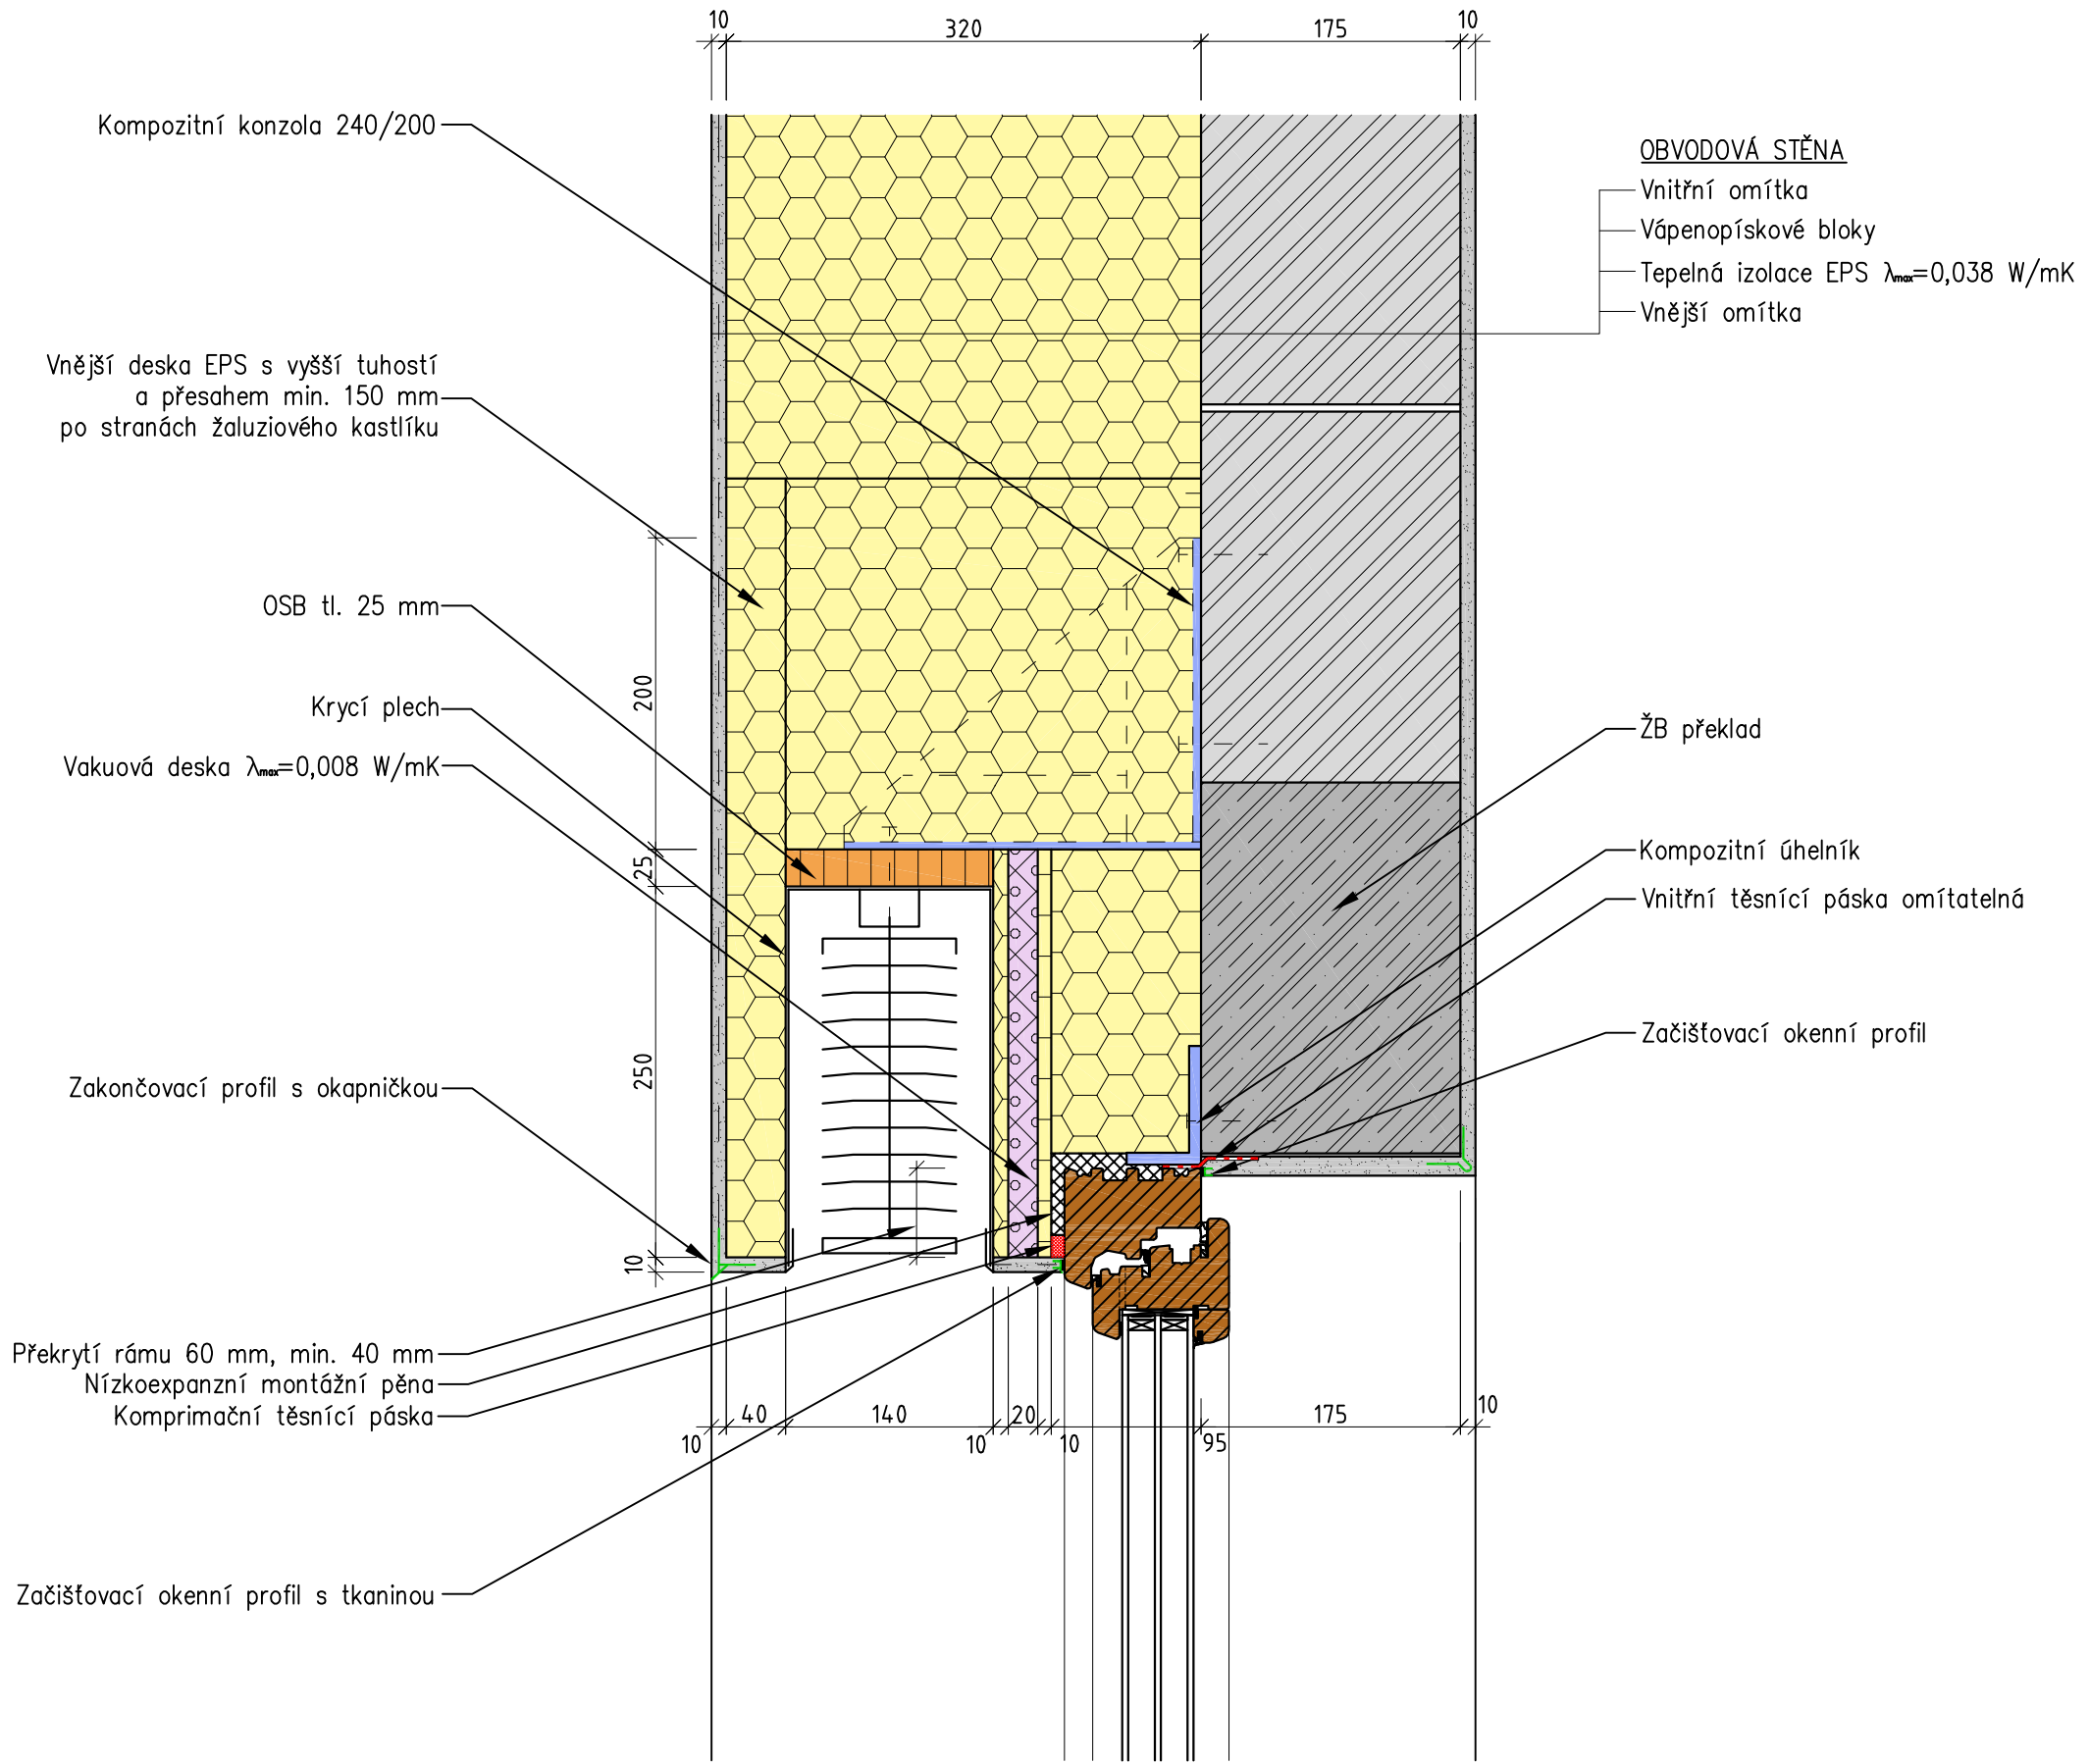 10
320
175
10
Kompozitní konzola 240/200
OBVODOVÁ STĚNA
Vnitřní omítka
Vápenopískové bloky
Tepelná izolace EPS λmax=0,038 W/mK
Vnější omítka
Vnější deska EPS s vyšší tuhostí
a přesahem min. 150 mm
po stranách žaluziového kastlíku
OSB tl. 25 mm
200
Krycí plech
ŽB překlad
Vakuová deska λmax=0,008 W/mK
25
Kompozitní úhelník
Vnitřní těsnící páska omítatelná
Začišťovací okenní profil
250
Zakončovací profil s okapničkou
10
Překrytí rámu 60 mm, min. 40 mm
Nízkoexpanzní montážní pěna
Komprimační těsnící páska
10
40
140
10
20
10
95
175
10
Začišťovací okenní profil s tkaninou